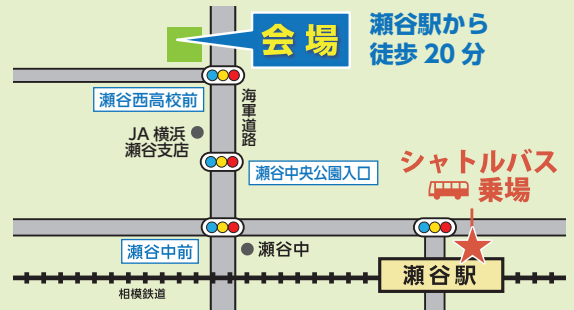 会場
瀬谷駅から
徒歩 20 分
瀬谷西高校前
海軍道路
JA 横浜
瀬谷支店
瀬谷中央公園入口
シャトルバス
乗場
瀬谷中前
瀬谷中
瀬谷駅
相模鉄道